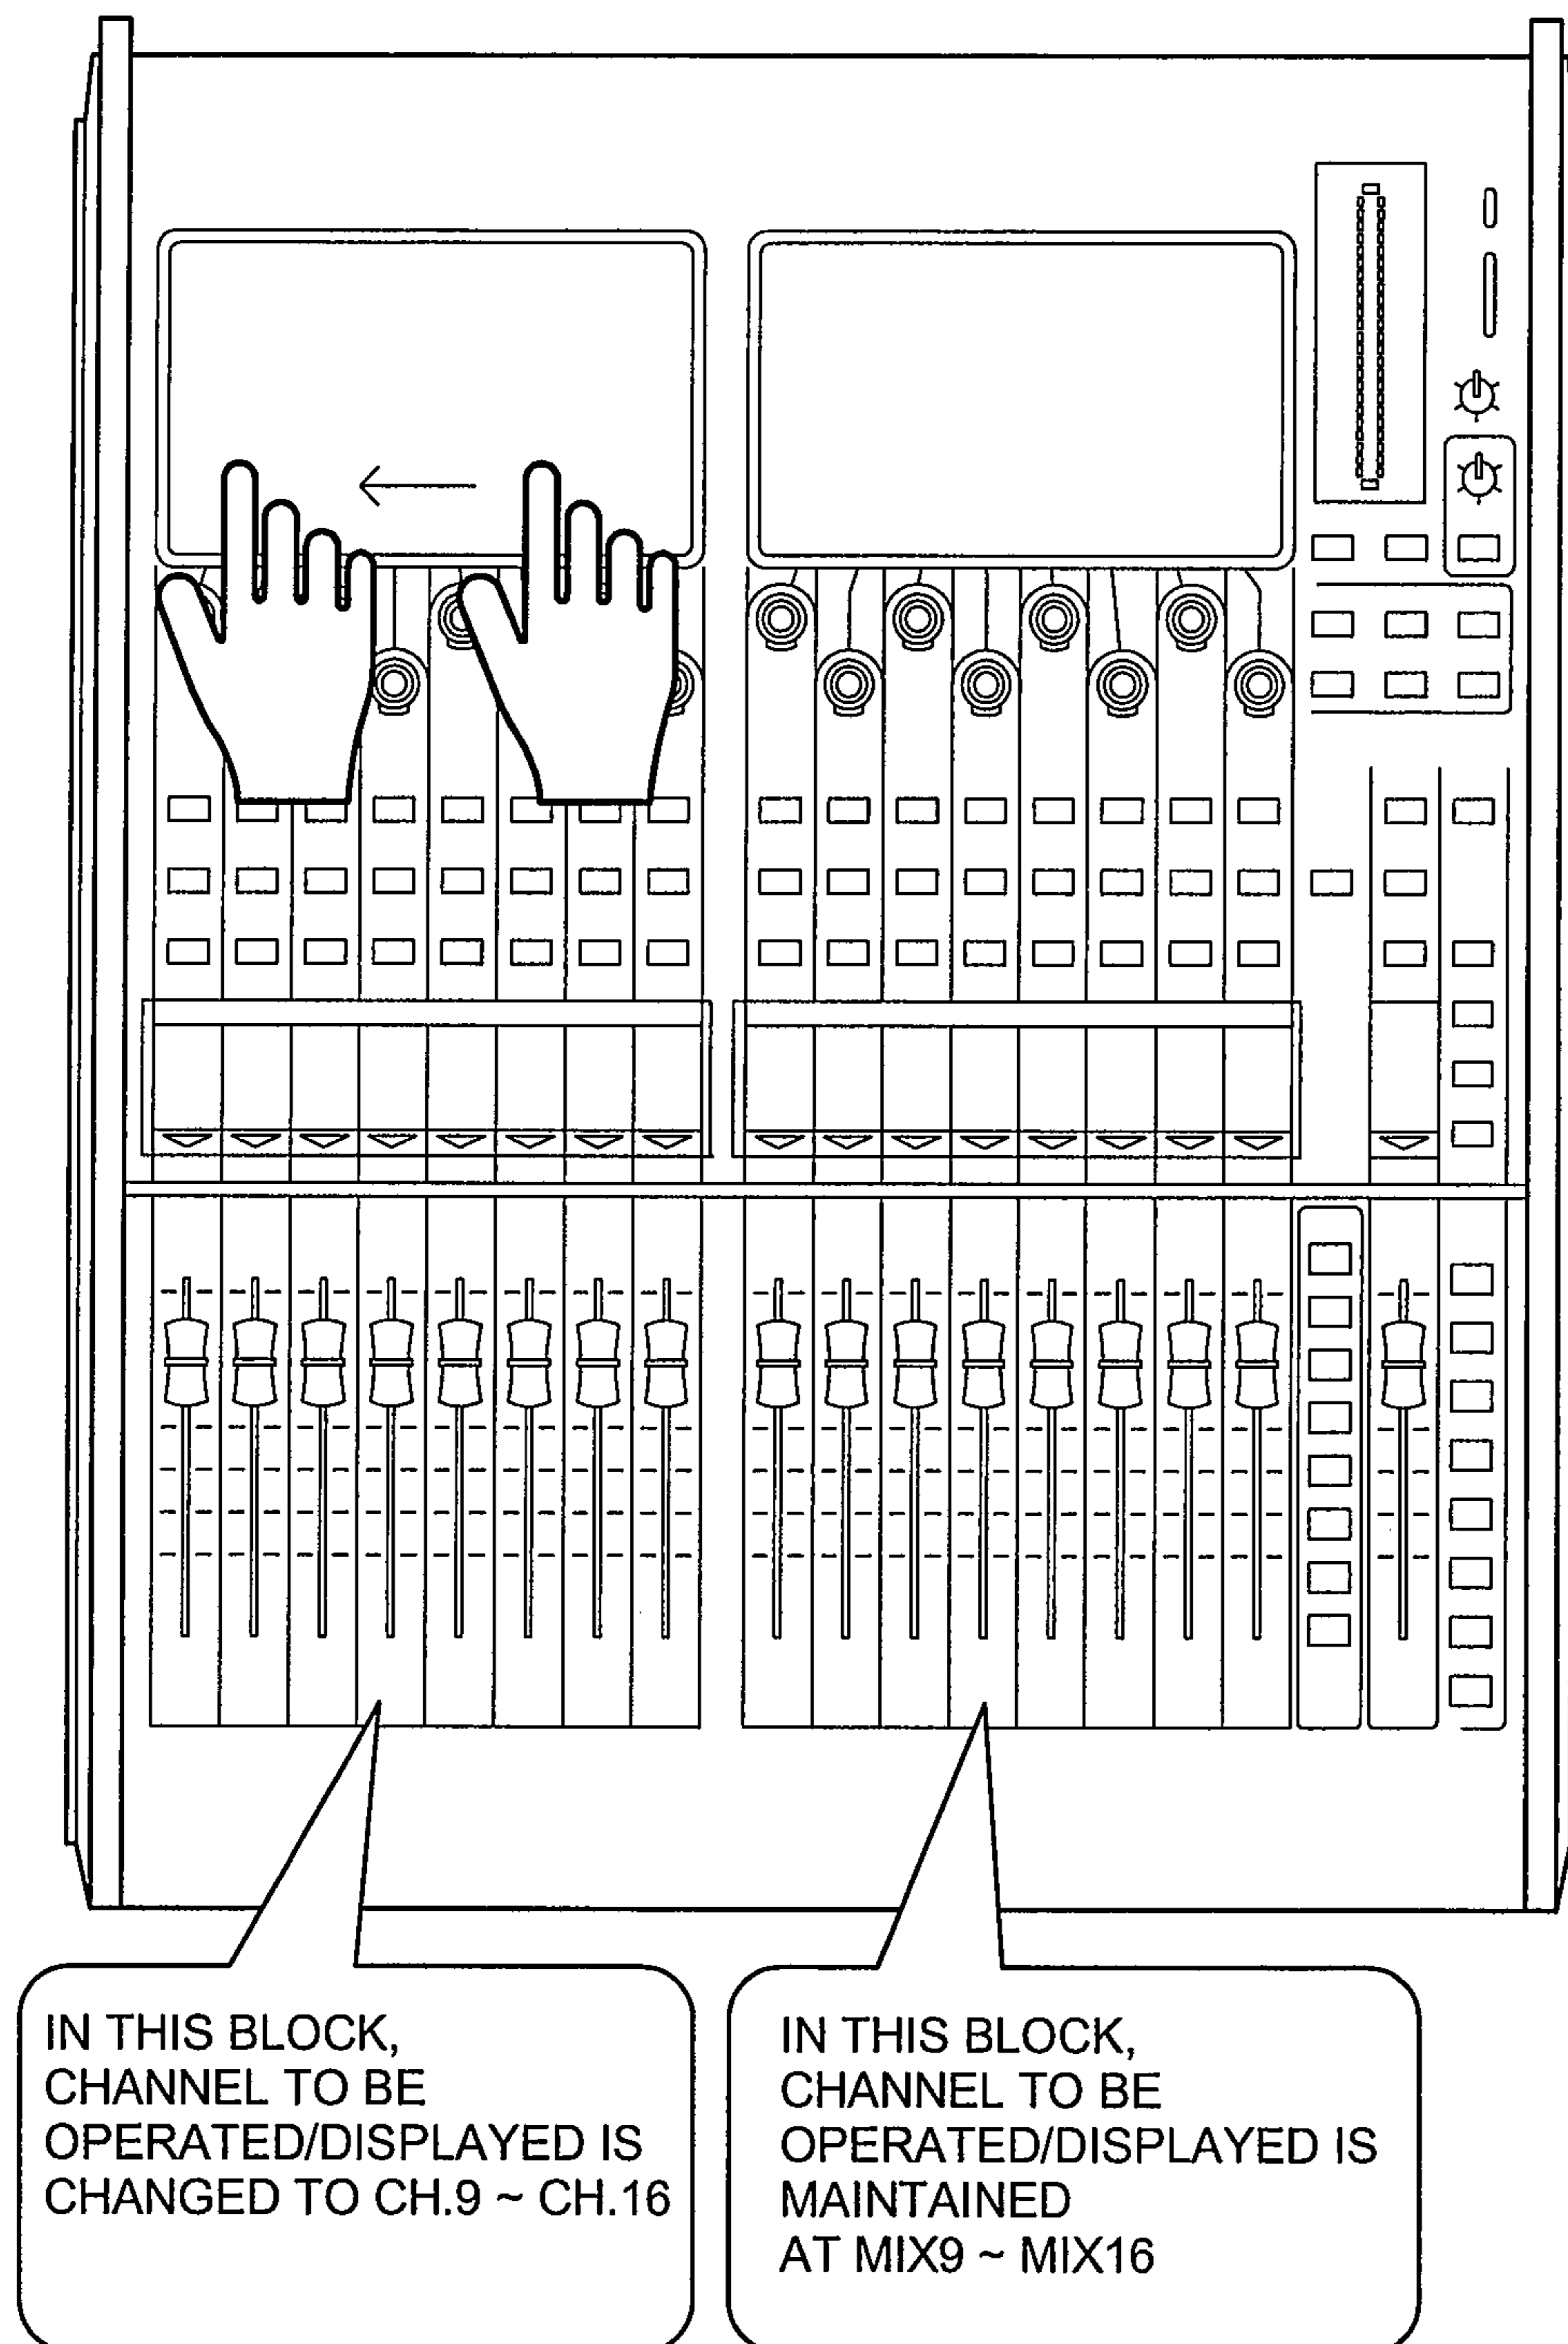 IN THIS BLOCK,
CHANNEL TO BE
OPERATED/DISPLAYED IS
CHANGED TO CH.9 ~ CH.16
IN THIS BLOCK,
CHANNEL TO BE
OPERATED/DISPLAYED IS
MAINTAINED
AT MIX9 ~ MIX16